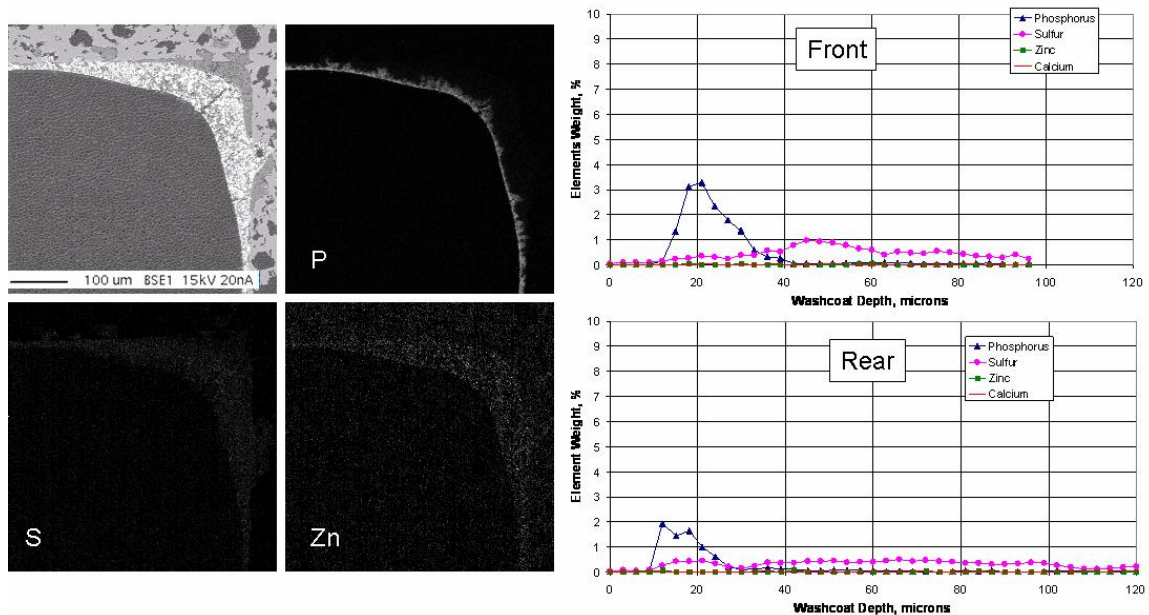 100 um BSE1 15kV 20nA
P
S
Zn
Front
Phosphorus
Sulfur
Zinc
Calcium
Elements Weight, %
10
9
8
7
6
5
4
3
2
1
0
0 20 40 60 80 100 120
Washcoat Depth, microns
Rear
Phosphorus
Sulfur
Zinc
Calcium
Element Weight, %
10
9
8
7
6
5
4
3
2
1
0
0 20 40 60 80 100 120
Washcoat Depth, microns